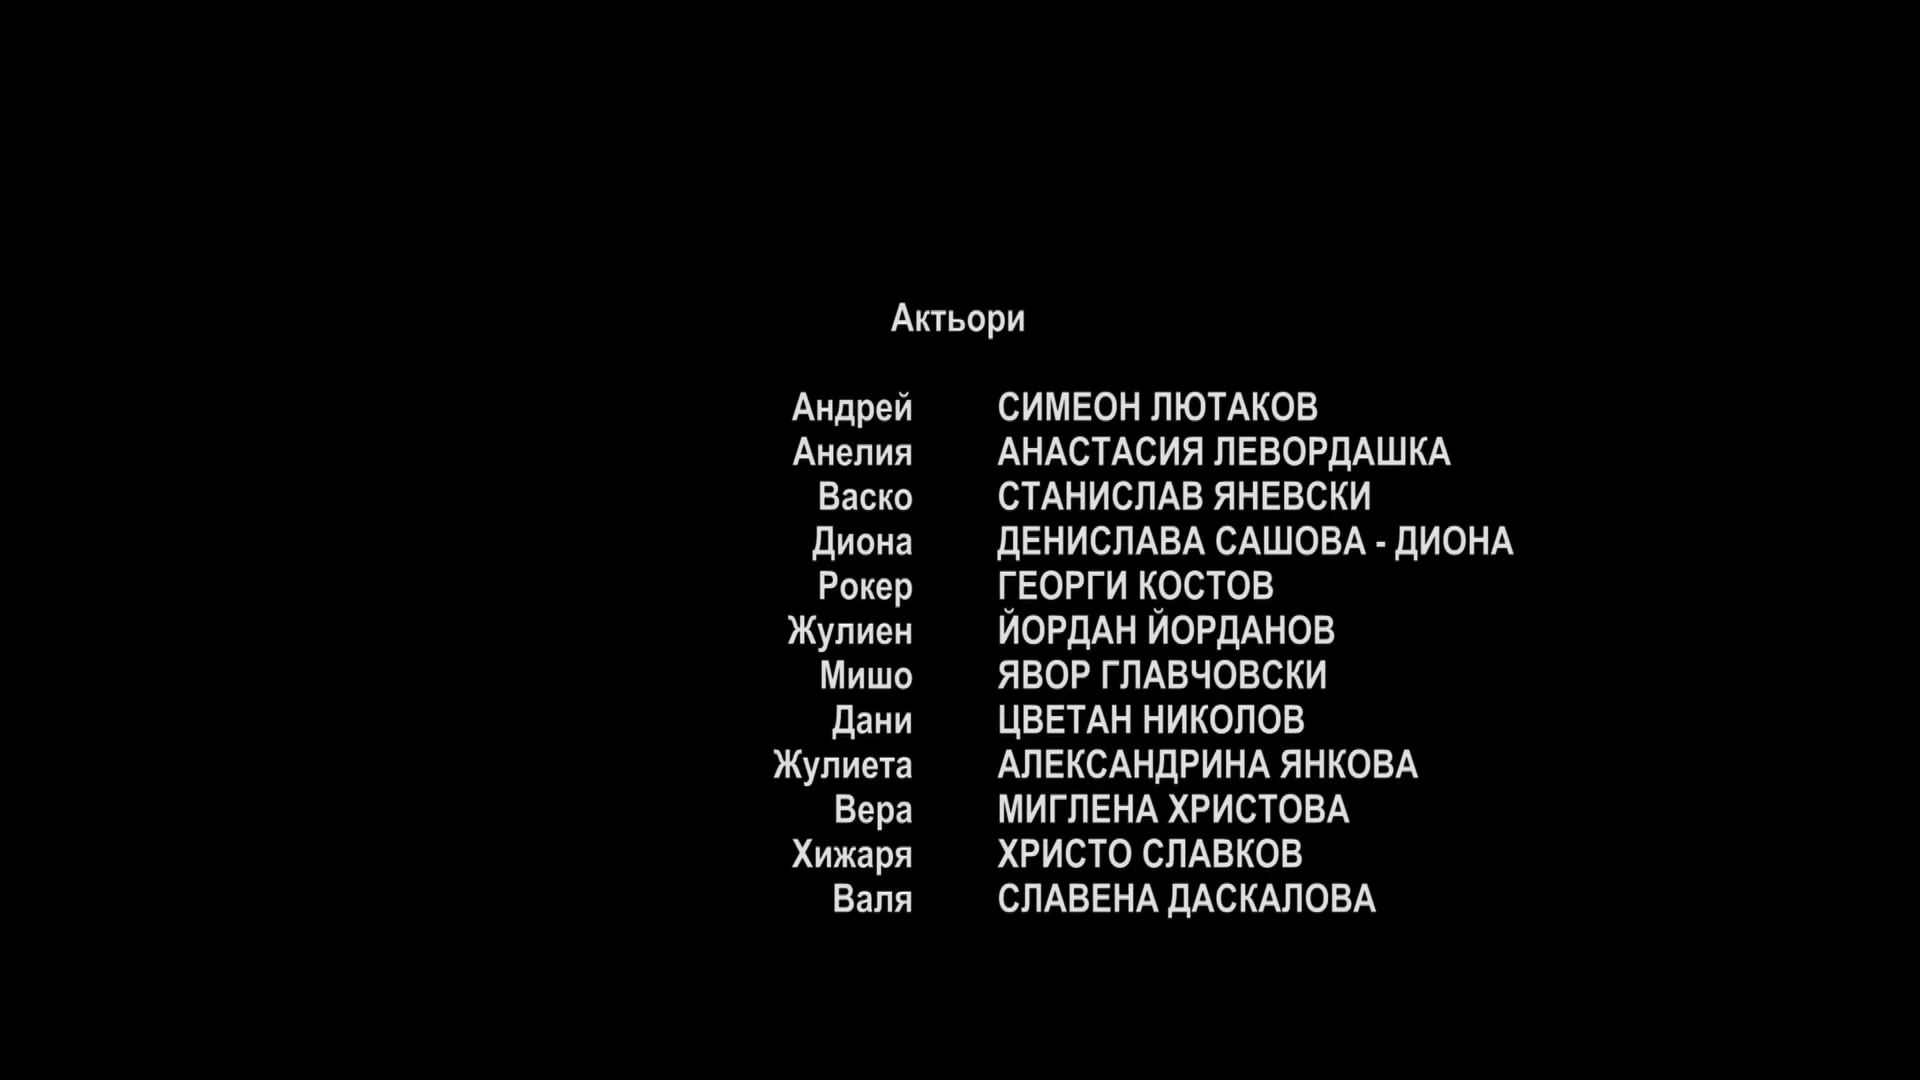 Актьори
Андрей СИМЕОН ЛЮТАКОВ
Анелия АНАСТАСИЯ ЛЕВОРДАШКА
Васко СТАНИСЛАВ ЯНЕВСКИ
Диона ДЕНИСЛАВА САШОВА - ДИОНА
Рокер ГЕОРГИ КОСТОВ
Жулиен ЙОРДАН ЙОРДАНОВ
Мишо ЯВОР ГЛАВЧОВСКИ
Дани ЦВЕТАН НИКОЛОВ
Жулиета АЛЕКСАНДРИНА ЯНКОВА
Вера МИГЛЕНА ХРИСТОВА
Хижаря ХРИСТО СЛАВКОВ
Валя СЛАВЕНА ДАСКАЛОВА